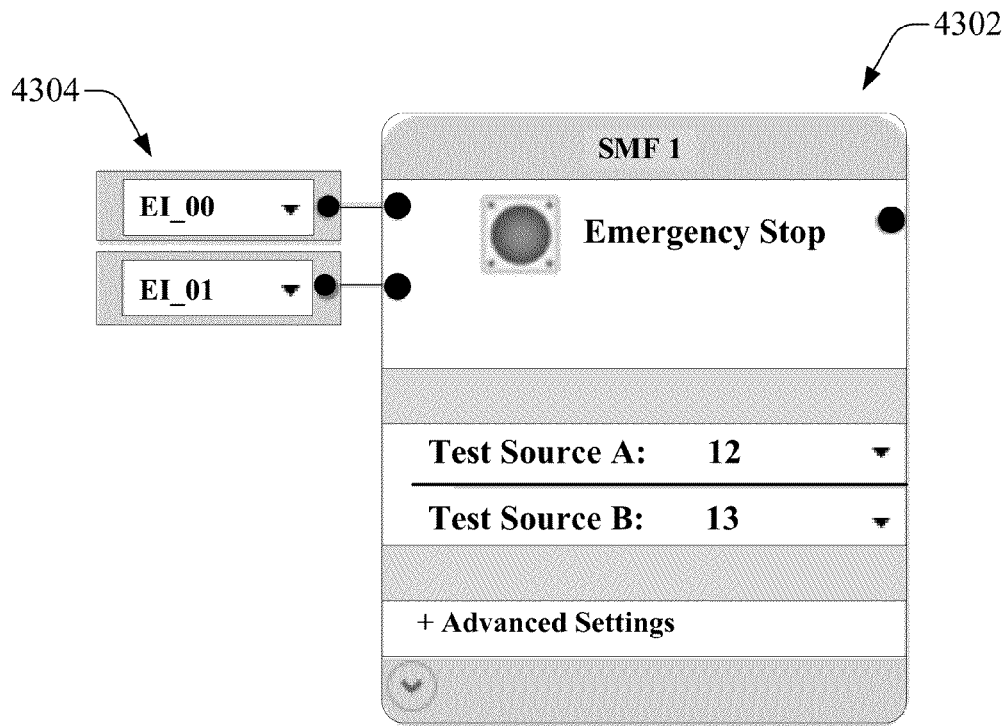 4302
4304
SMF 1
EI_00
Emergency Stop
EI_01
Test Source A: 12
Test Source B: 13
+ Advanced Settings